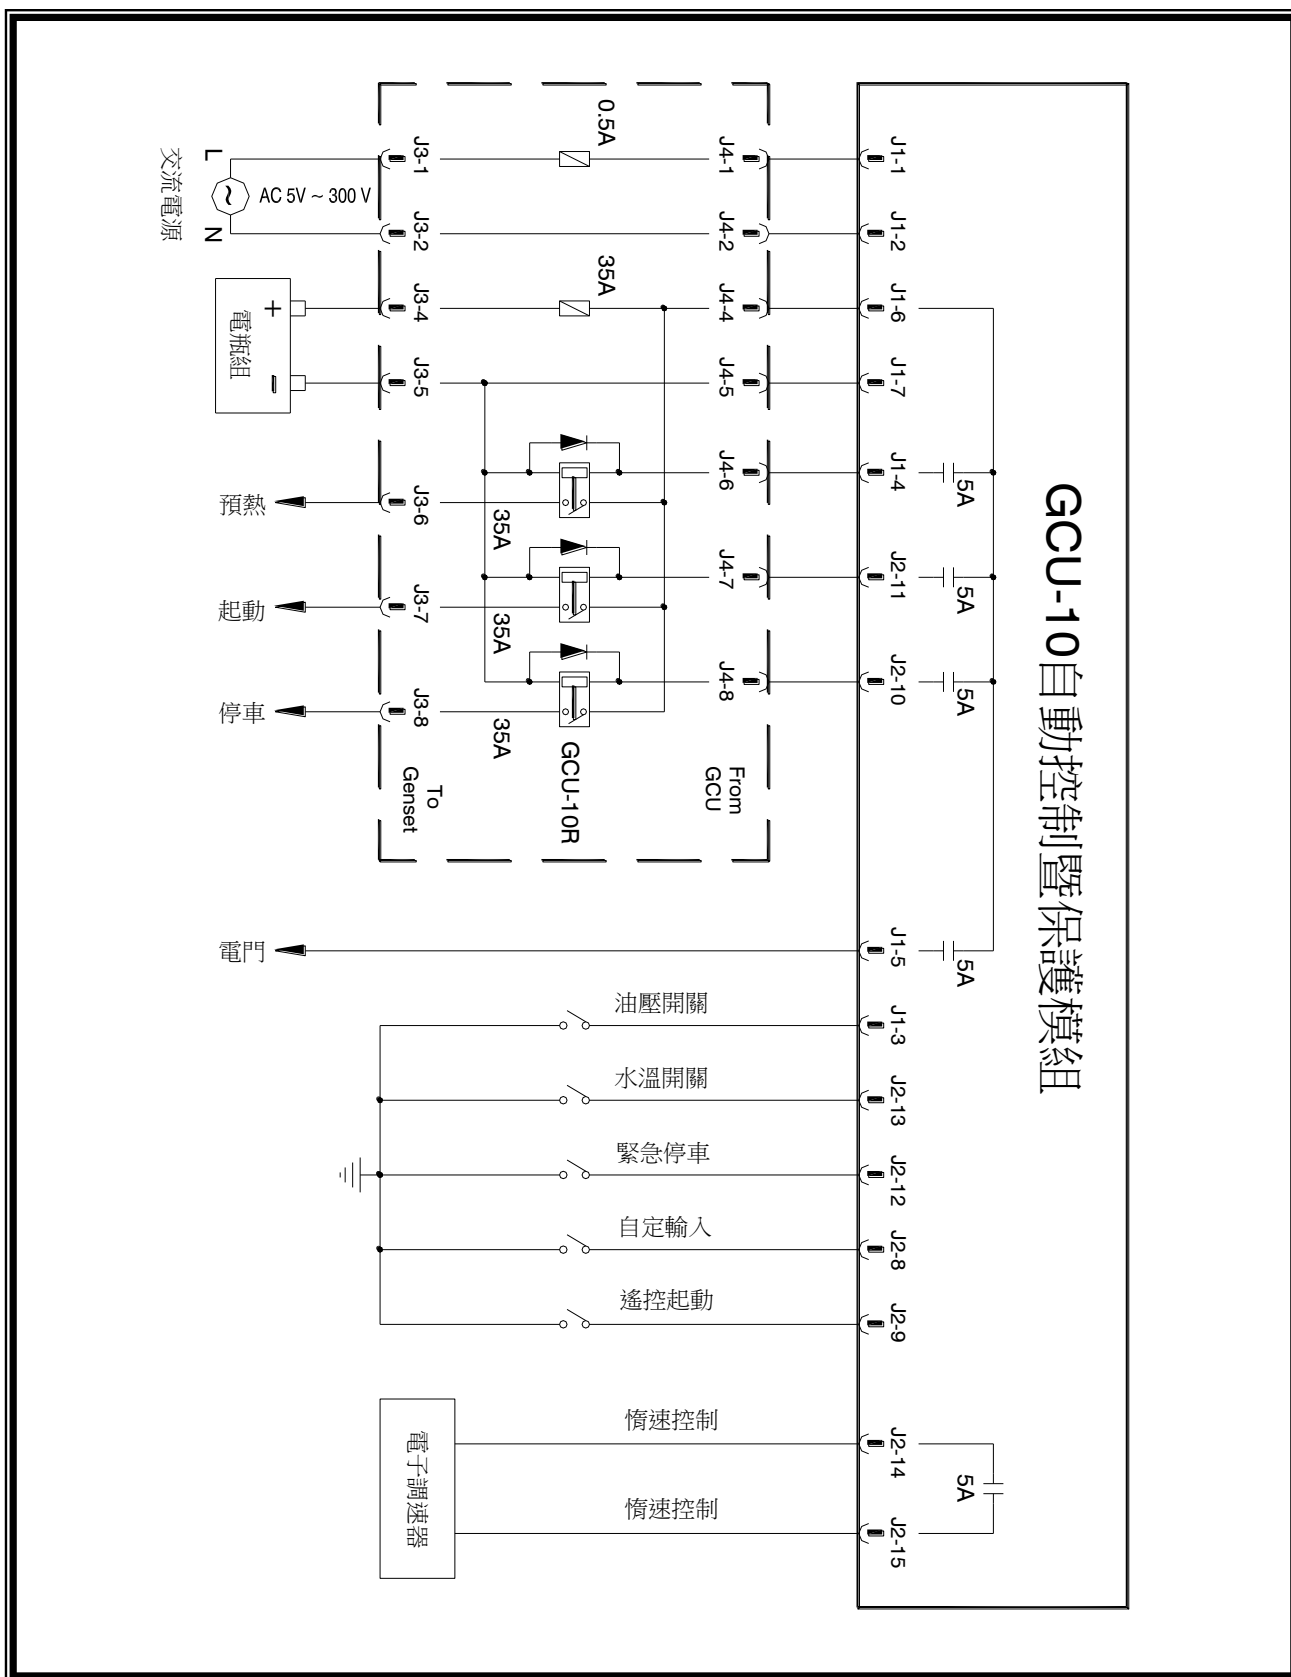 GCU-10自動控制暨保護模組
5A
5A
5A
5A
5A
J1-1
J1-2
J1-6
J1-7
J1-4
J2-11
J2-10
J1-5
J1-3
J2-13
J2-12
J2-8
J2-9
J2-14
J2-15
J4-1
J4-2
J4-4
J4-5
J4-6
J4-7
J4-8
From
GCU
0.5A
35A
GCU-10R
35A
35A
35A
J3-1
J3-2
J3-4
J3-5
J3-6
J3-7
J3-8
To
Genset
油壓開關
水溫開關
緊急停車
自定輸入
遙控起動
惰速控制
惰速控制
電子調速器
L
AC 5V ~ 300 V
N
交流電源
+
-
電瓶組
預熱
起動
停車
電門